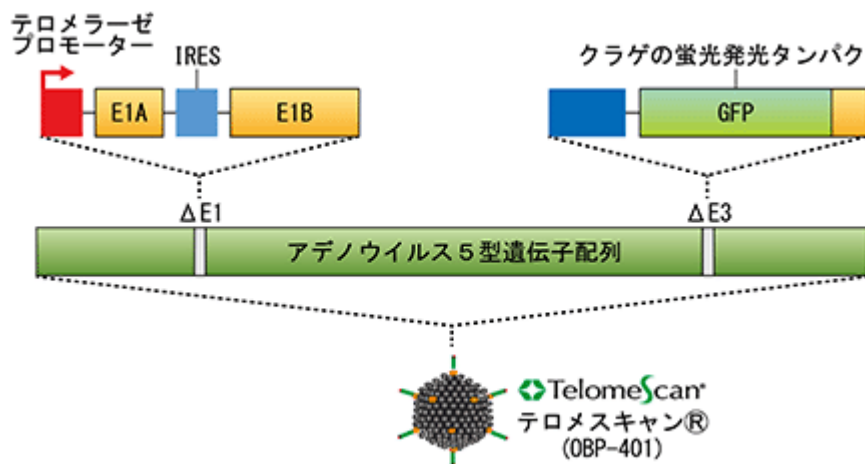 テロメラーゼ
プロモーター
IRES
クラゲの蛍光発光タンパク
E1A
E1B
GFP
ΔE1
ΔE3
アデノウイルス5型遺伝子配列
TelomeScan®
テロメスキャン®
(OBP-401)